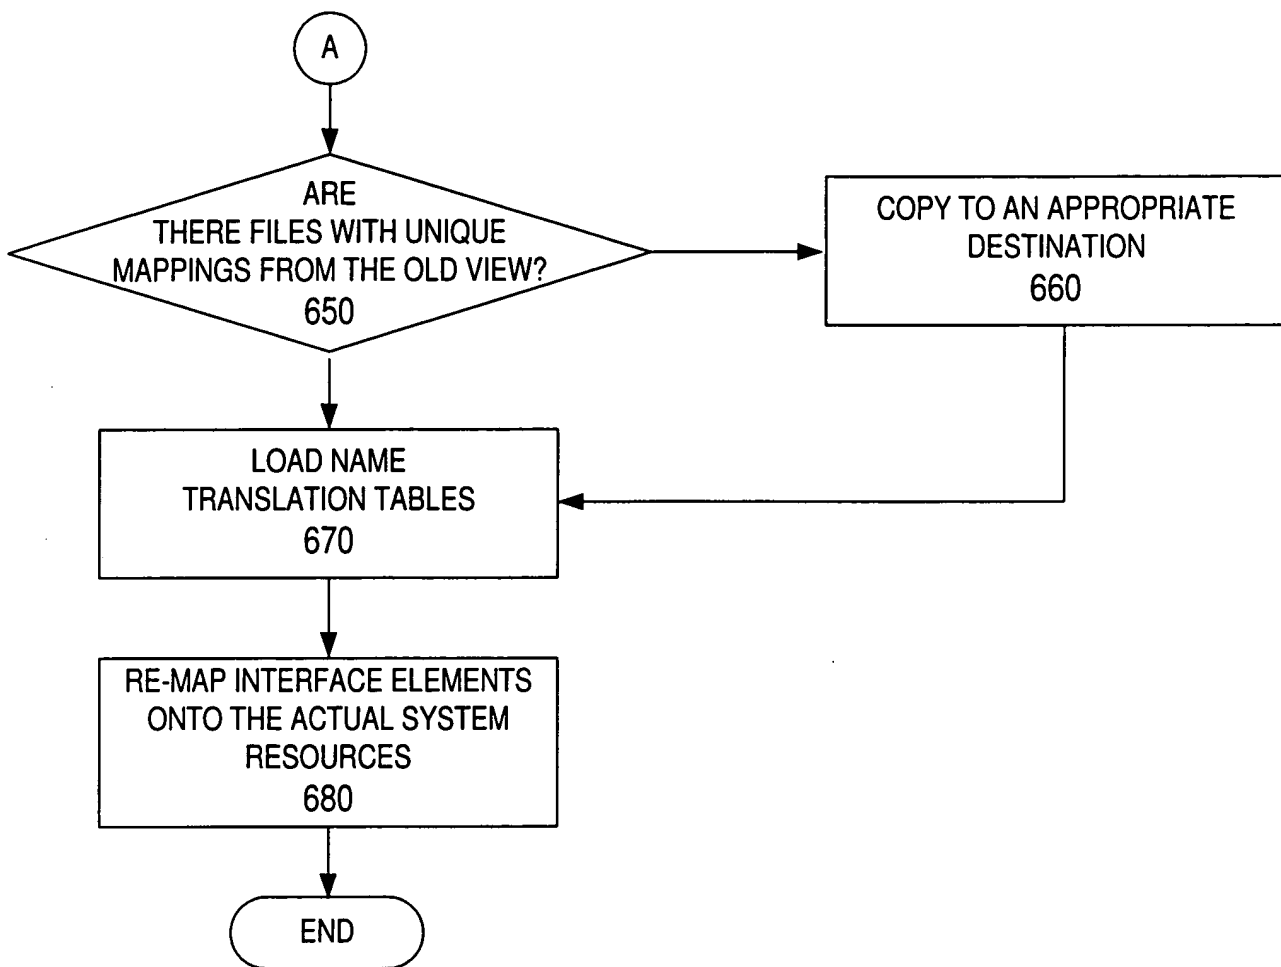 A
ARE
THERE FILES WITH UNIQUE
MAPPINGS FROM THE OLD VIEW?
650
COPY TO AN APPROPRIATE
DESTINATION
660
LOAD NAME
TRANSLATION TABLES
670
RE-MAP INTERFACE ELEMENTS
ONTO THE ACTUAL SYSTEM
RESOURCES
680
END